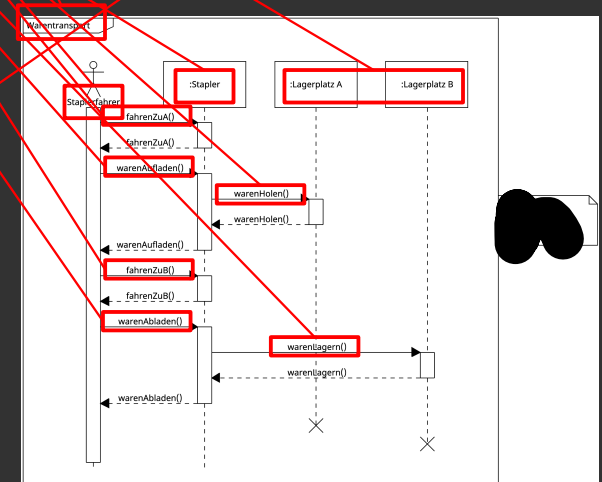 Warentransport
Staplerfahrer
:Stapler
:Lagerplatz A
:Lagerplatz B
fahrenZuA()
fahrenZuA()
warenAufladen()
warenHolen()
warenHolen()
warenAufladen()
fahrenZuB()
fahrenZuB()
warenAbladen()
warenLagern()
warenLagern()
warenAbladen()